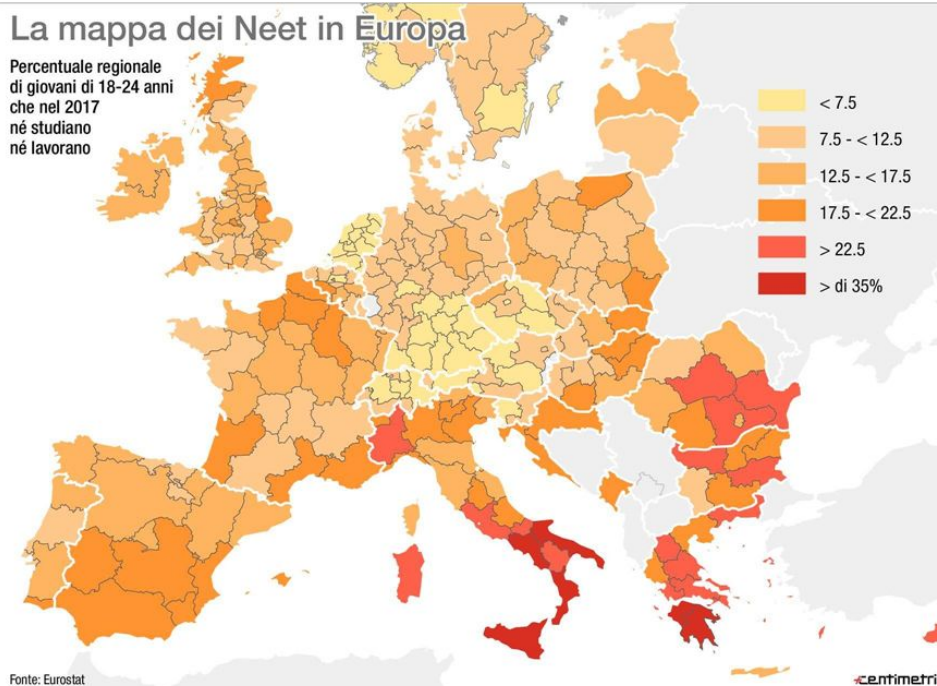 La mappa dei Neet in Europa
Percentuale regionale
di giovani di 18-24 anni
che nel 2017
né studiano
né lavorano
< 7.5
7.5 - < 12.5
12.5 - < 17.5
17.5 - < 22.5
> 22.5
> di 35%
Fonte: Eurostat
centimetri